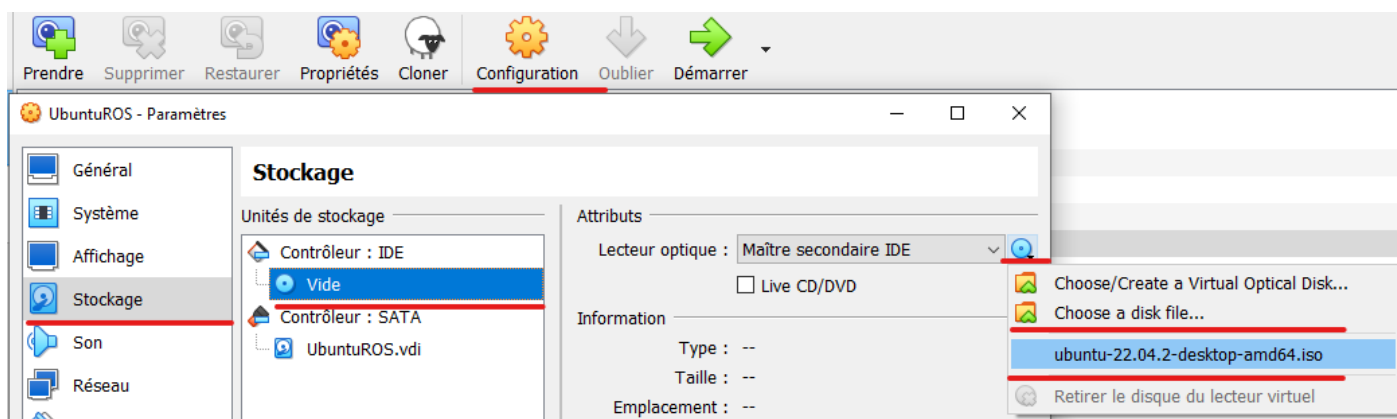 Prendre Supprimer Restaurer Propriétés Cloner Configuration Oublier Démarrer
UbuntuROS - Paramètres
Général
Système
Affichage
Stockage
Son
Réseau
Stockage
Unités de stockage
Contrôleur : IDE
Vide
Contrôleur : SATA
UbuntuROS.vdi
Attributs
Lecteur optique : Maître secondaire IDE
Live CD/DVD
Information
Type : --
Taille : --
Emplacement : --
Choose/Create a Virtual Optical Disk...
Choose a disk file...
ubuntu-22.04.2-desktop-amd64.iso
Retirer le disque du lecteur virtuel